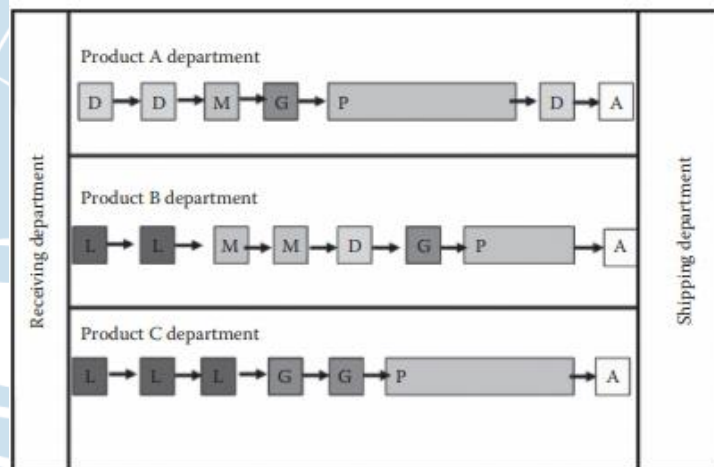 Receiving department
Product A department
D D M G P D A
Product B department
L L M M D G P A
Product C department
L L L G G P A
Shipping department